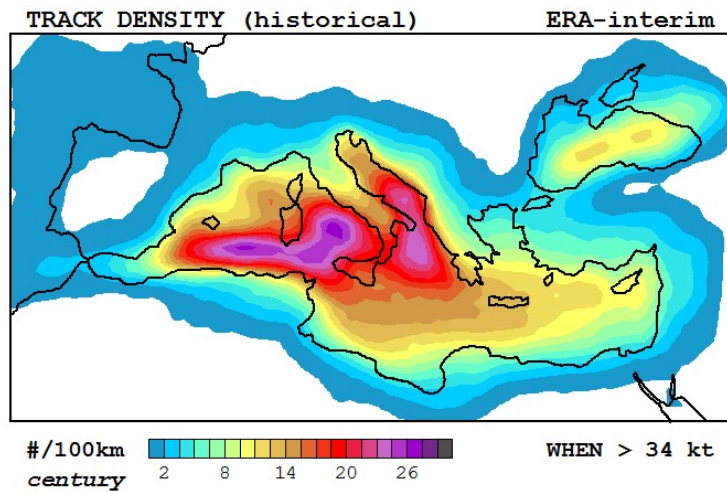 TRACK DENSITY (historical) ERA-interim
#/100km WHEN > 34 kt
century 2 8 14 20 26